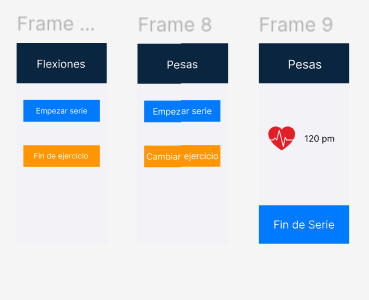 Frame ...
Flexiones
Empezar serie
Fin de ejercicio
Frame 8
Pesas
Empezar serie
Cambiar ejercicio
Frame 9
Pesas
120 pm
Fin de Serie